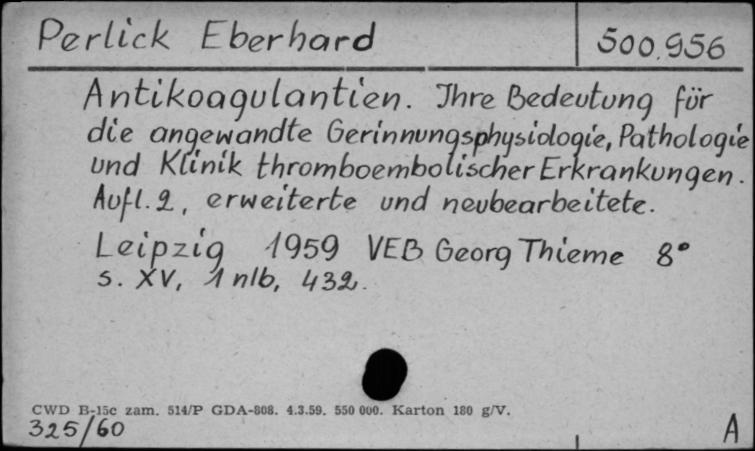 Perlick Eberhard
500.956
Antikoagulantien. Ihre Bedeutung für
die angewandte Gerinnungsphysiologie, Pathologie
und Klinik thromboembolischer Erkrankungen.
Aufl. 2, erweiterte und neubearbeitete.
Leipzig 1959 VEB Georg Thieme 8°
s. XV, 1 nlb, 432.
CWD B-15c zam. 514/P GDA-808. 4.3.59. 550 000. Karton 180 g/V.
325/60
A